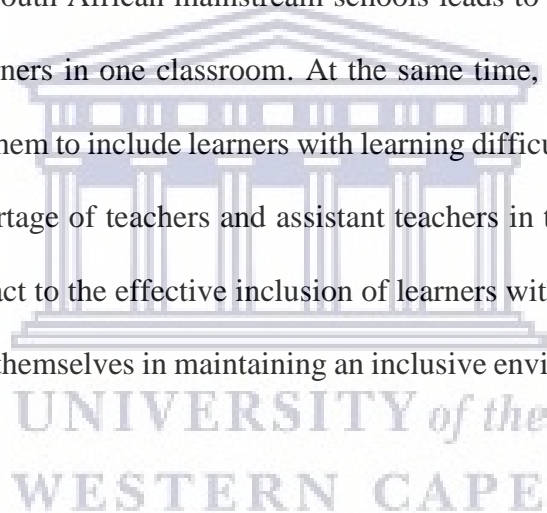 South African mainstream schools leads to
ners in one classroom. At the same time,
hem to include learners with learning difficu
rtage of teachers and assistant teachers in t
act to the effective inclusion of learners wit
themselves in maintaining an inclusive envi
UNIVERSITY of the
WESTERN CAPE